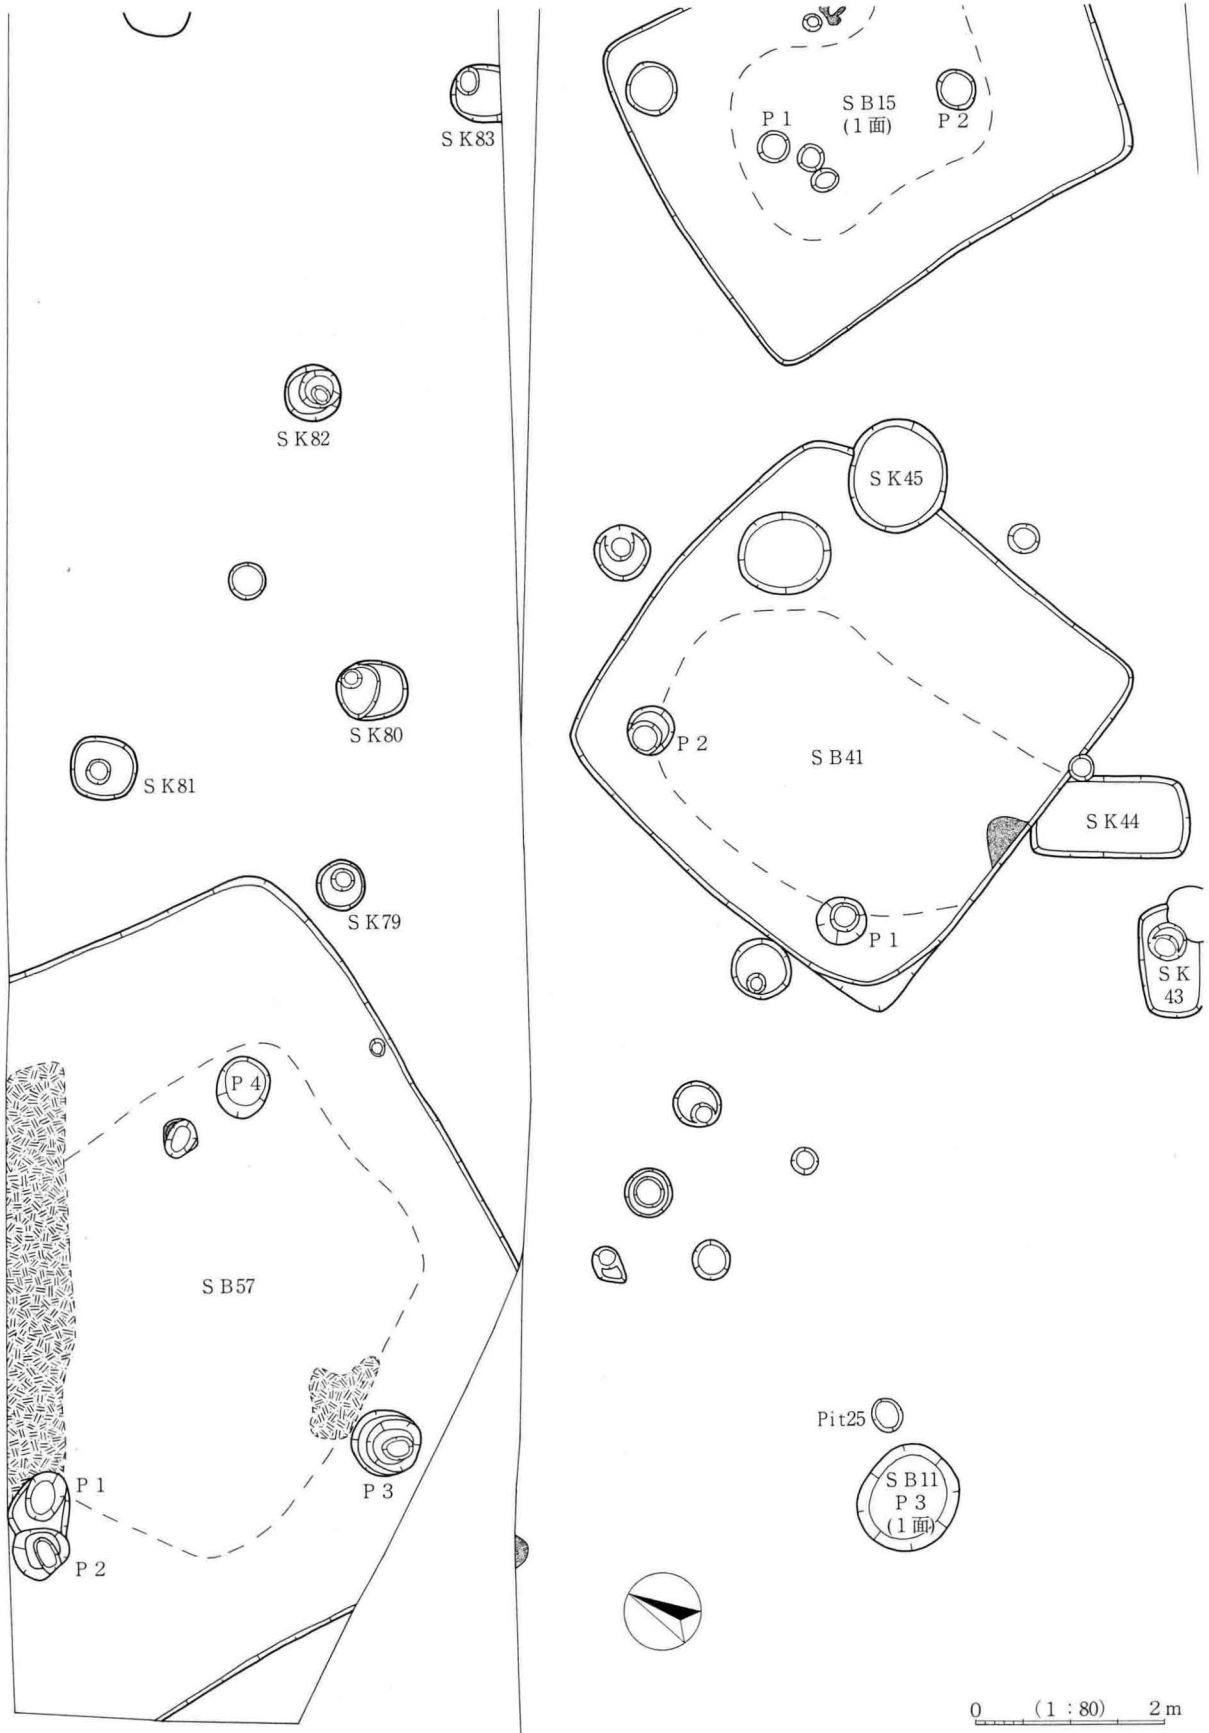 S K83
S B15
(1面)
P 1
P 2
S K82
S K45
S K80
S K81
P 2
S B41
S K44
S K79
P 1
S K
43
P 4
S B57
P 3
P 1
P 2
Pit25
S B11
P 3
(1面)
0 (1:80) 2m